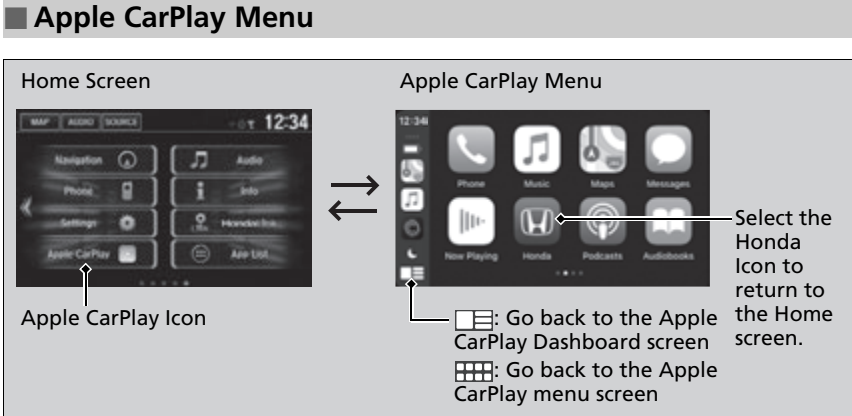 Apple CarPlay Menu
Home Screen
Apple CarPlay Menu
MAP AUDIO SOURCE 12:34
Navigation Audio
Phone Info
Settings HondaLink
Apple CarPlay App List
12:34
Phone Music Maps Messages
Now Playing Honda Podcasts Audiobooks
Apple CarPlay Icon
Select the
Honda
Icon to
return to
the Home
screen.
: Go back to the Apple
CarPlay Dashboard screen
: Go back to the Apple
CarPlay menu screen